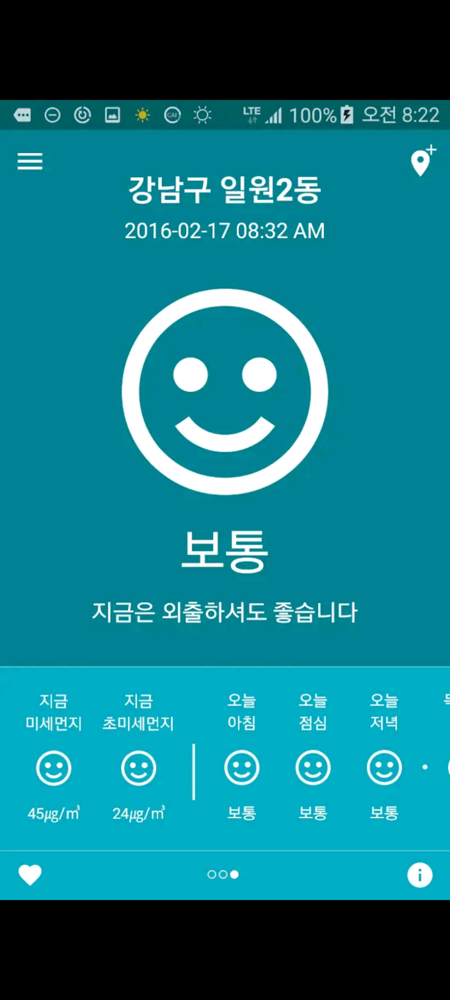 CAI
LTE 100% 오전 8:22
강남구 일원2동
2016-02-17 08:32 AM
보통
지금은 외출하셔도 좋습니다
지금 지금 오늘 오늘 오늘
미세먼지 초미세먼지 아침 점심 저녁
45㎍/㎥ 24㎍/㎥ 보통 보통 보통